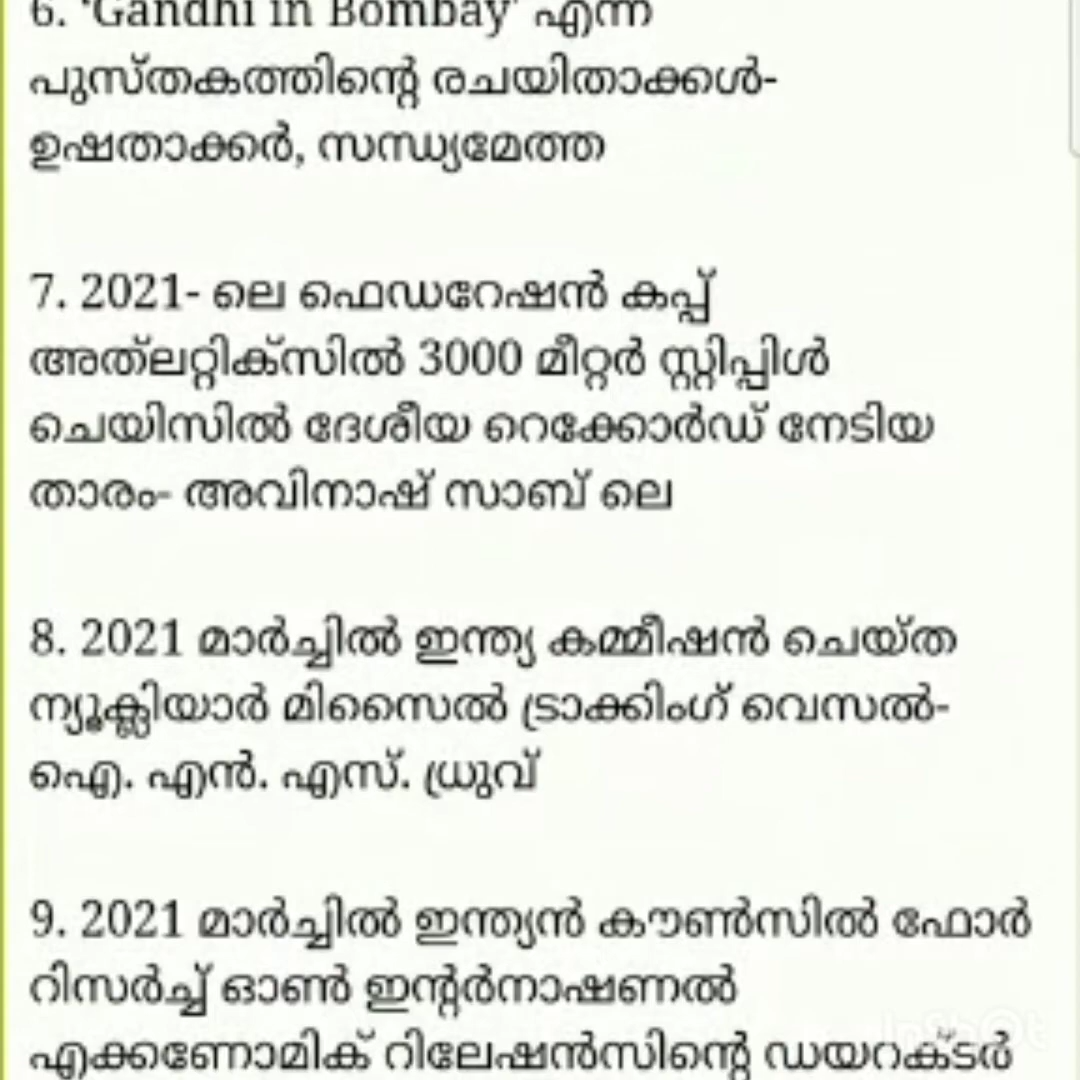 6. 'Gandhi in Bombay' എന്ന
പുസ്തകത്തിന്റെ രചയിതാക്കൾ-
ഉഷതാക്കർ, സന്ധ്യമേത്ത
7. 2021- ലെ ഫെഡറേഷൻ കപ്പ്
അത്‌ലറ്റിക്സിൽ 3000 മീറ്റർ സ്റ്റിപ്പിൾ
ചെയിസിൽ ദേശീയ റെക്കോർഡ് നേടിയ
താരം- അവിനാഷ് സാബ് ലെ
8. 2021 മാർച്ചിൽ ഇന്ത്യ കമ്മീഷൻ ചെയ്ത
ന്യൂക്ലിയാർ മിസൈൽ ട്രാക്കിംഗ് വെസൽ-
ഐ. എൻ. എസ്. ധ്രുവ്
9. 2021 മാർച്ചിൽ ഇന്ത്യൻ കൗൺസിൽ ഫോർ
റിസർച്ച് ഓൺ ഇന്റർനാഷണൽ
എക്കണോമിക് റിലേഷൻസിന്റെ ഡയറക്ടർ
InShOt